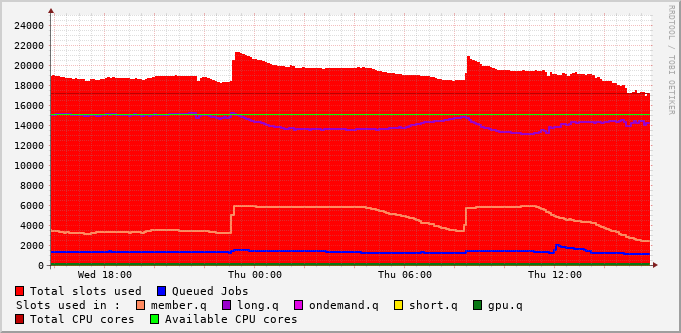 RRDTOOL / TOBI OETIKER
24000
22000
20000
18000
16000
14000
12000
10000
8000
6000
4000
2000
0
Wed 18:00 Thu 00:00 Thu 06:00 Thu 12:00
Total slots used Queued Jobs
Slots used in : member.q long.q ondemand.q short.q gpu.q
Total CPU cores Available CPU cores